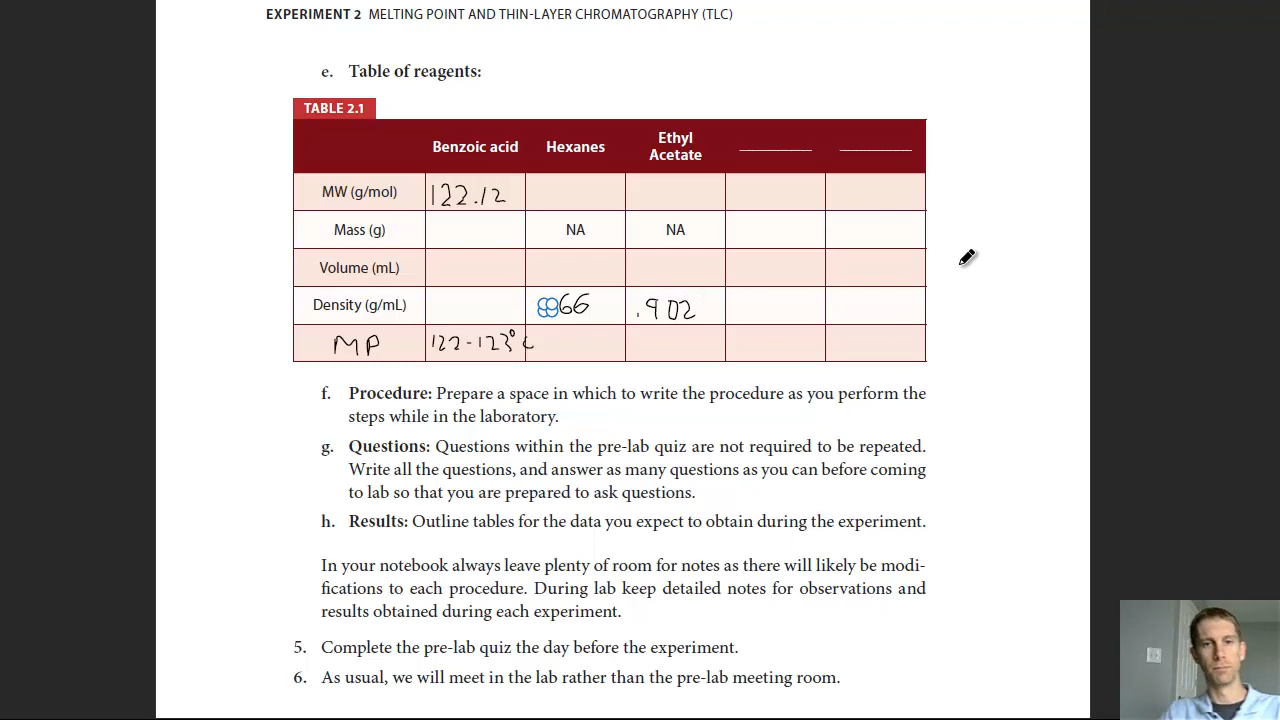 EXPERIMENT 2 MELTING POINT AND THIN-LAYER CHROMATOGRAPHY (TLC)
e. Table of reagents:
TABLE 2.1
Benzoic acid Hexanes Ethyl Acetate
MW (g/mol) 122.12
Mass (g) NA NA
Volume (mL)
Density (g/mL) 66 .902
MP 122-123°C
f. Procedure: Prepare a space in which to write the procedure as you perform the
steps while in the laboratory.
g. Questions: Questions within the pre-lab quiz are not required to be repeated.
Write all the questions, and answer as many questions as you can before coming
to lab so that you are prepared to ask questions.
h. Results: Outline tables for the data you expect to obtain during the experiment.
In your notebook always leave plenty of room for notes as there will likely be modi-
fications to each procedure. During lab keep detailed notes for observations and
results obtained during each experiment.
5. Complete the pre-lab quiz the day before the experiment.
6. As usual, we will meet in the lab rather than the pre-lab meeting room.